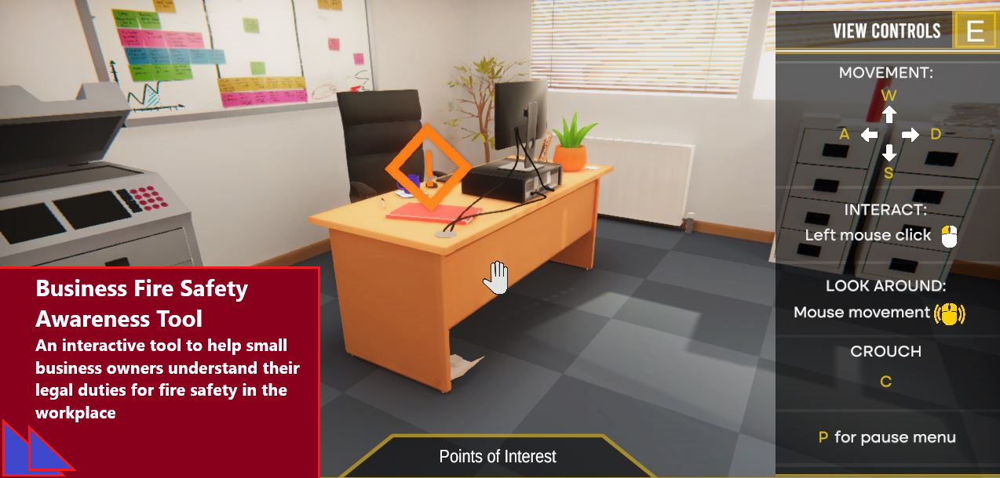 VIEW CONTROLS E
MOVEMENT:
W
A D
S
INTERACT:
Left mouse click
LOOK AROUND:
Mouse movement
CROUCH
C
P for pause menu
Business Fire Safety
Awareness Tool
An interactive tool to help small
business owners understand their
legal duties for fire safety in the
workplace
Points of Interest